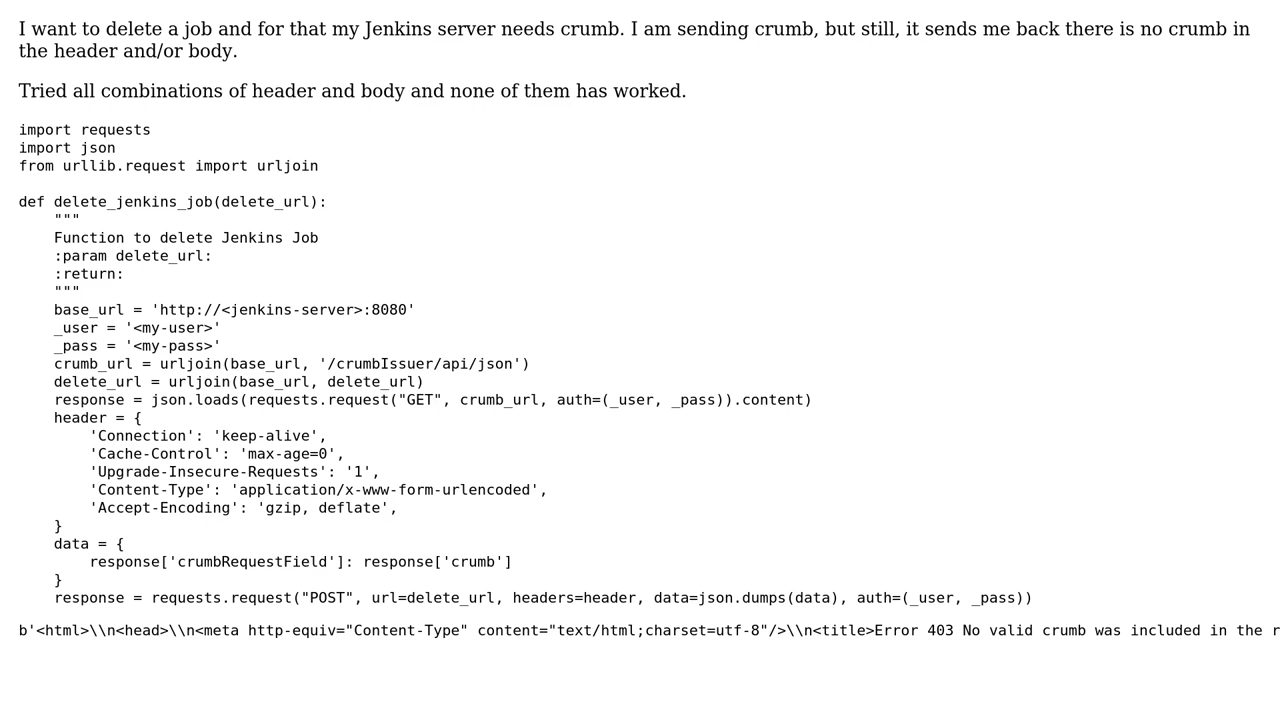 I want to delete a job and for that my Jenkins server needs crumb. I am sending crumb, but still, it sends me back there is no crumb in
the header and/or body.
Tried all combinations of header and body and none of them has worked.
import requests
import json
from urllib.request import urljoin
def delete_jenkins_job(delete_url):
    """
    Function to delete Jenkins Job
    :param delete_url:
    :return:
    """
    base_url = 'http://<jenkins-server>:8080'
    _user = '<my-user>'
    _pass = '<my-pass>'
    crumb_url = urljoin(base_url, '/crumbIssuer/api/json')
    delete_url = urljoin(base_url, delete_url)
    response = json.loads(requests.request("GET", crumb_url, auth=(_user, _pass)).content)
    header = {
        'Connection': 'keep-alive',
        'Cache-Control': 'max-age=0',
        'Upgrade-Insecure-Requests': '1',
        'Content-Type': 'application/x-www-form-urlencoded',
        'Accept-Encoding': 'gzip, deflate',
    }
    data = {
        response['crumbRequestField']: response['crumb']
    }
    response = requests.request("POST", url=delete_url, headers=header, data=json.dumps(data), auth=(_user, _pass))
b'<html>\\n<head>\\n<meta http-equiv="Content-Type" content="text/html;charset=utf-8"/>\\n<title>Error 403 No valid crumb was included in the r